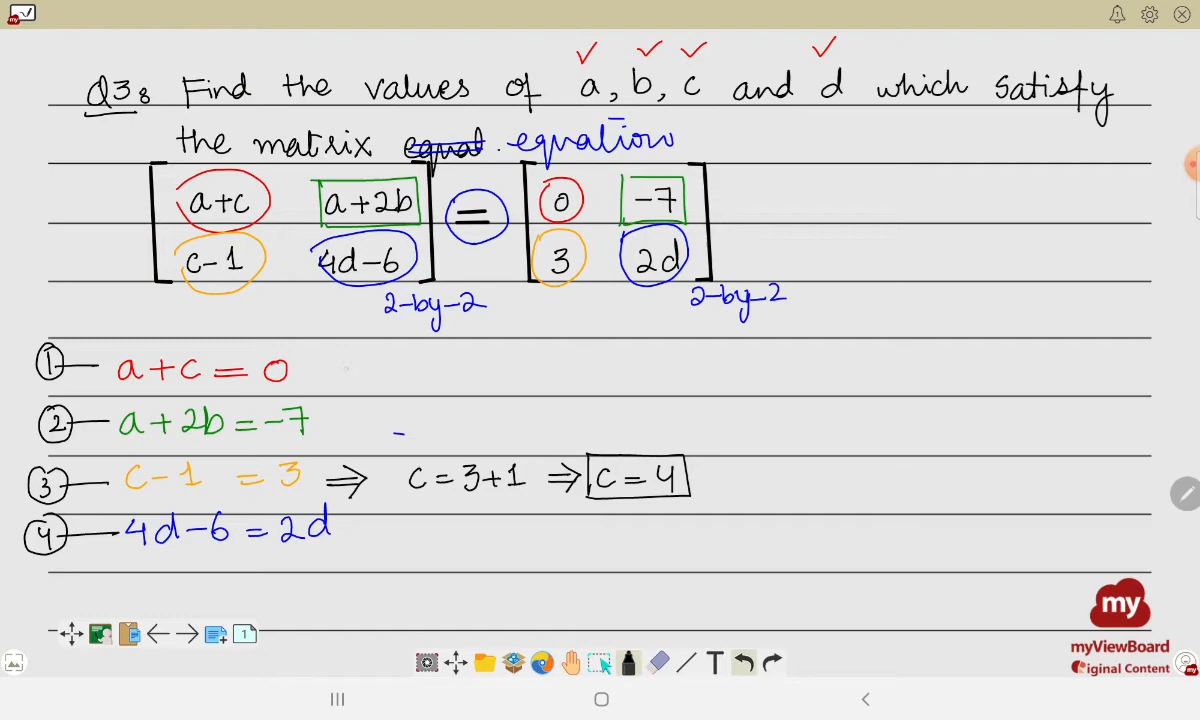 Q3: Find the values of a, b, c and d which satisfy
the matrix equal. equation
a+c a+2b = 0 -7
c-1 4d-6 3 2d
2-by-2 2-by-2
1 a+c=0
2 a+2b=-7
3 c-1 =3 ⇒ c=3+1 ⇒ c=4
4 4d-6=2d
my
myViewBoard
riginal Content
1
T